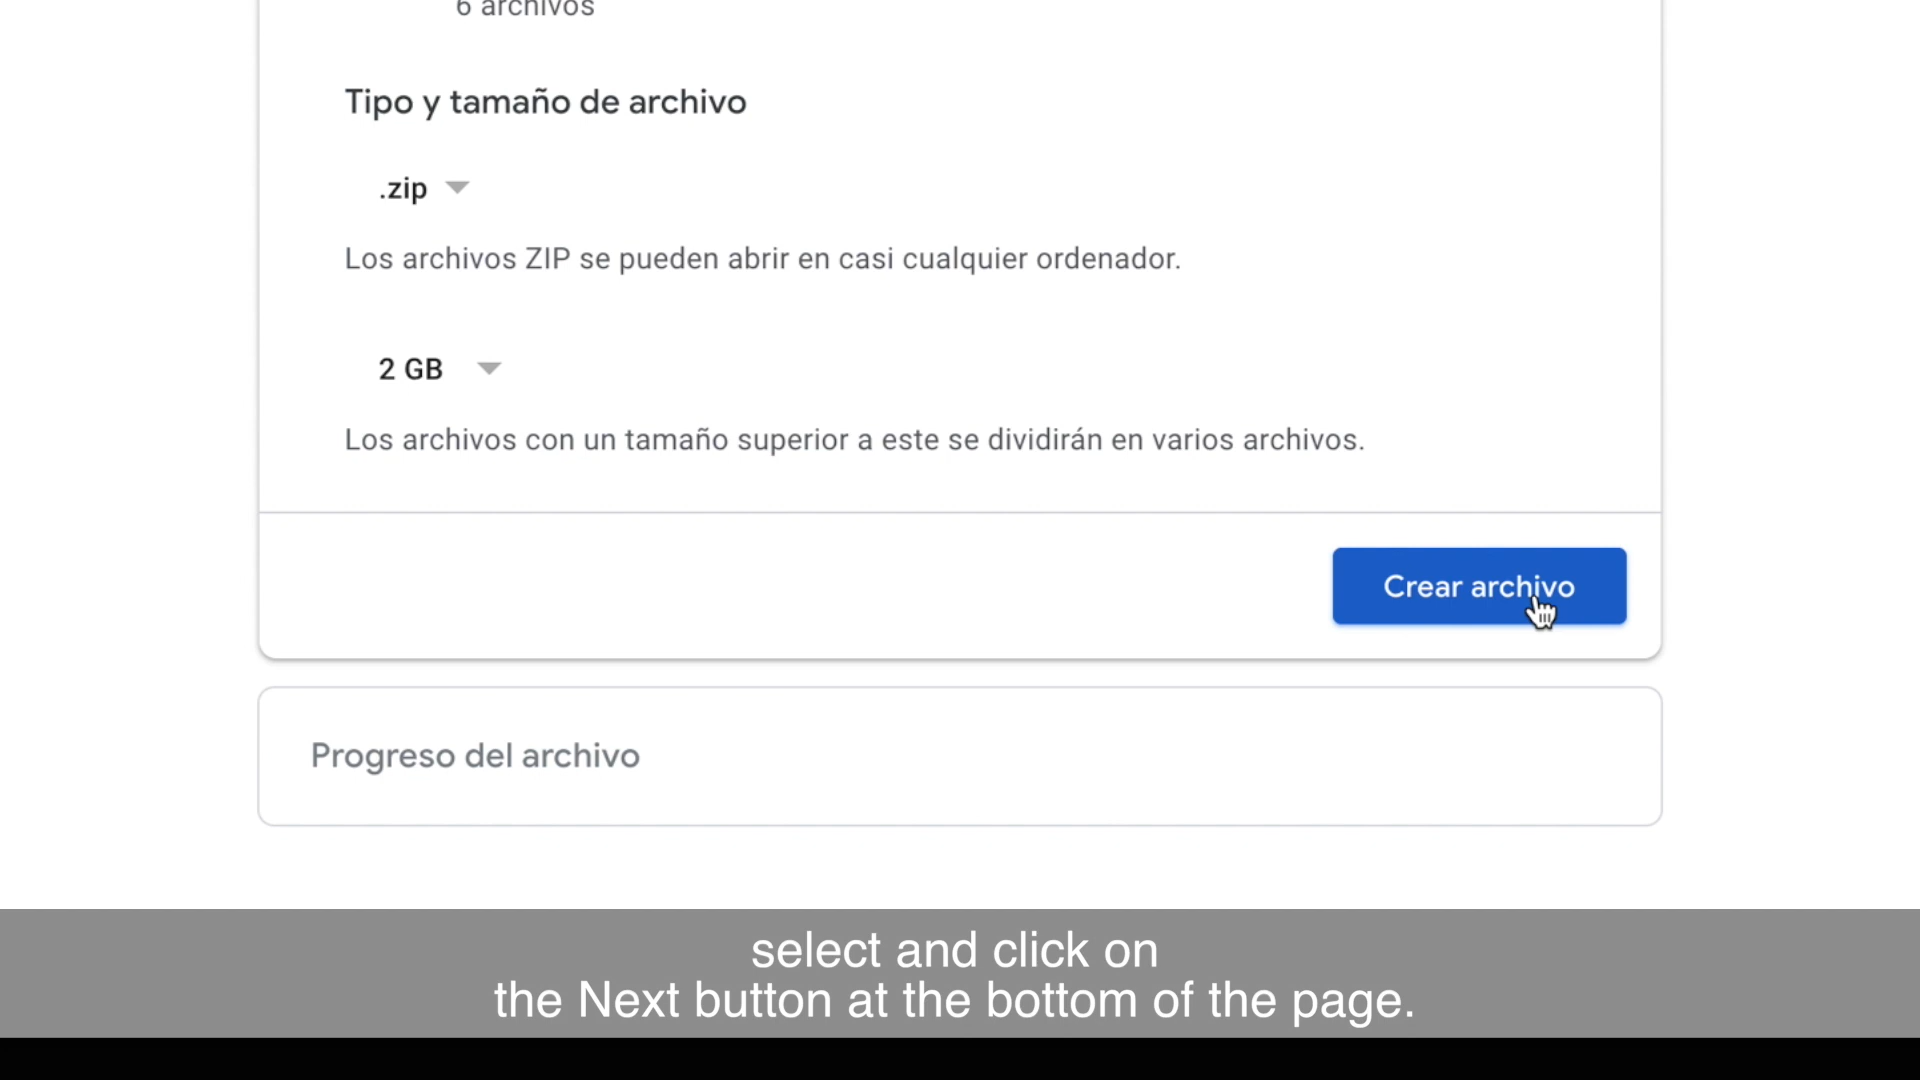 6 archivos
Tipo y tamaño de archivo
.zip
Los archivos ZIP se pueden abrir en casi cualquier ordenador.
2 GB
Los archivos con un tamaño superior a este se dividirán en varios archivos.
Crear archivo
Progreso del archivo
select and click on
the Next button at the bottom of the page.